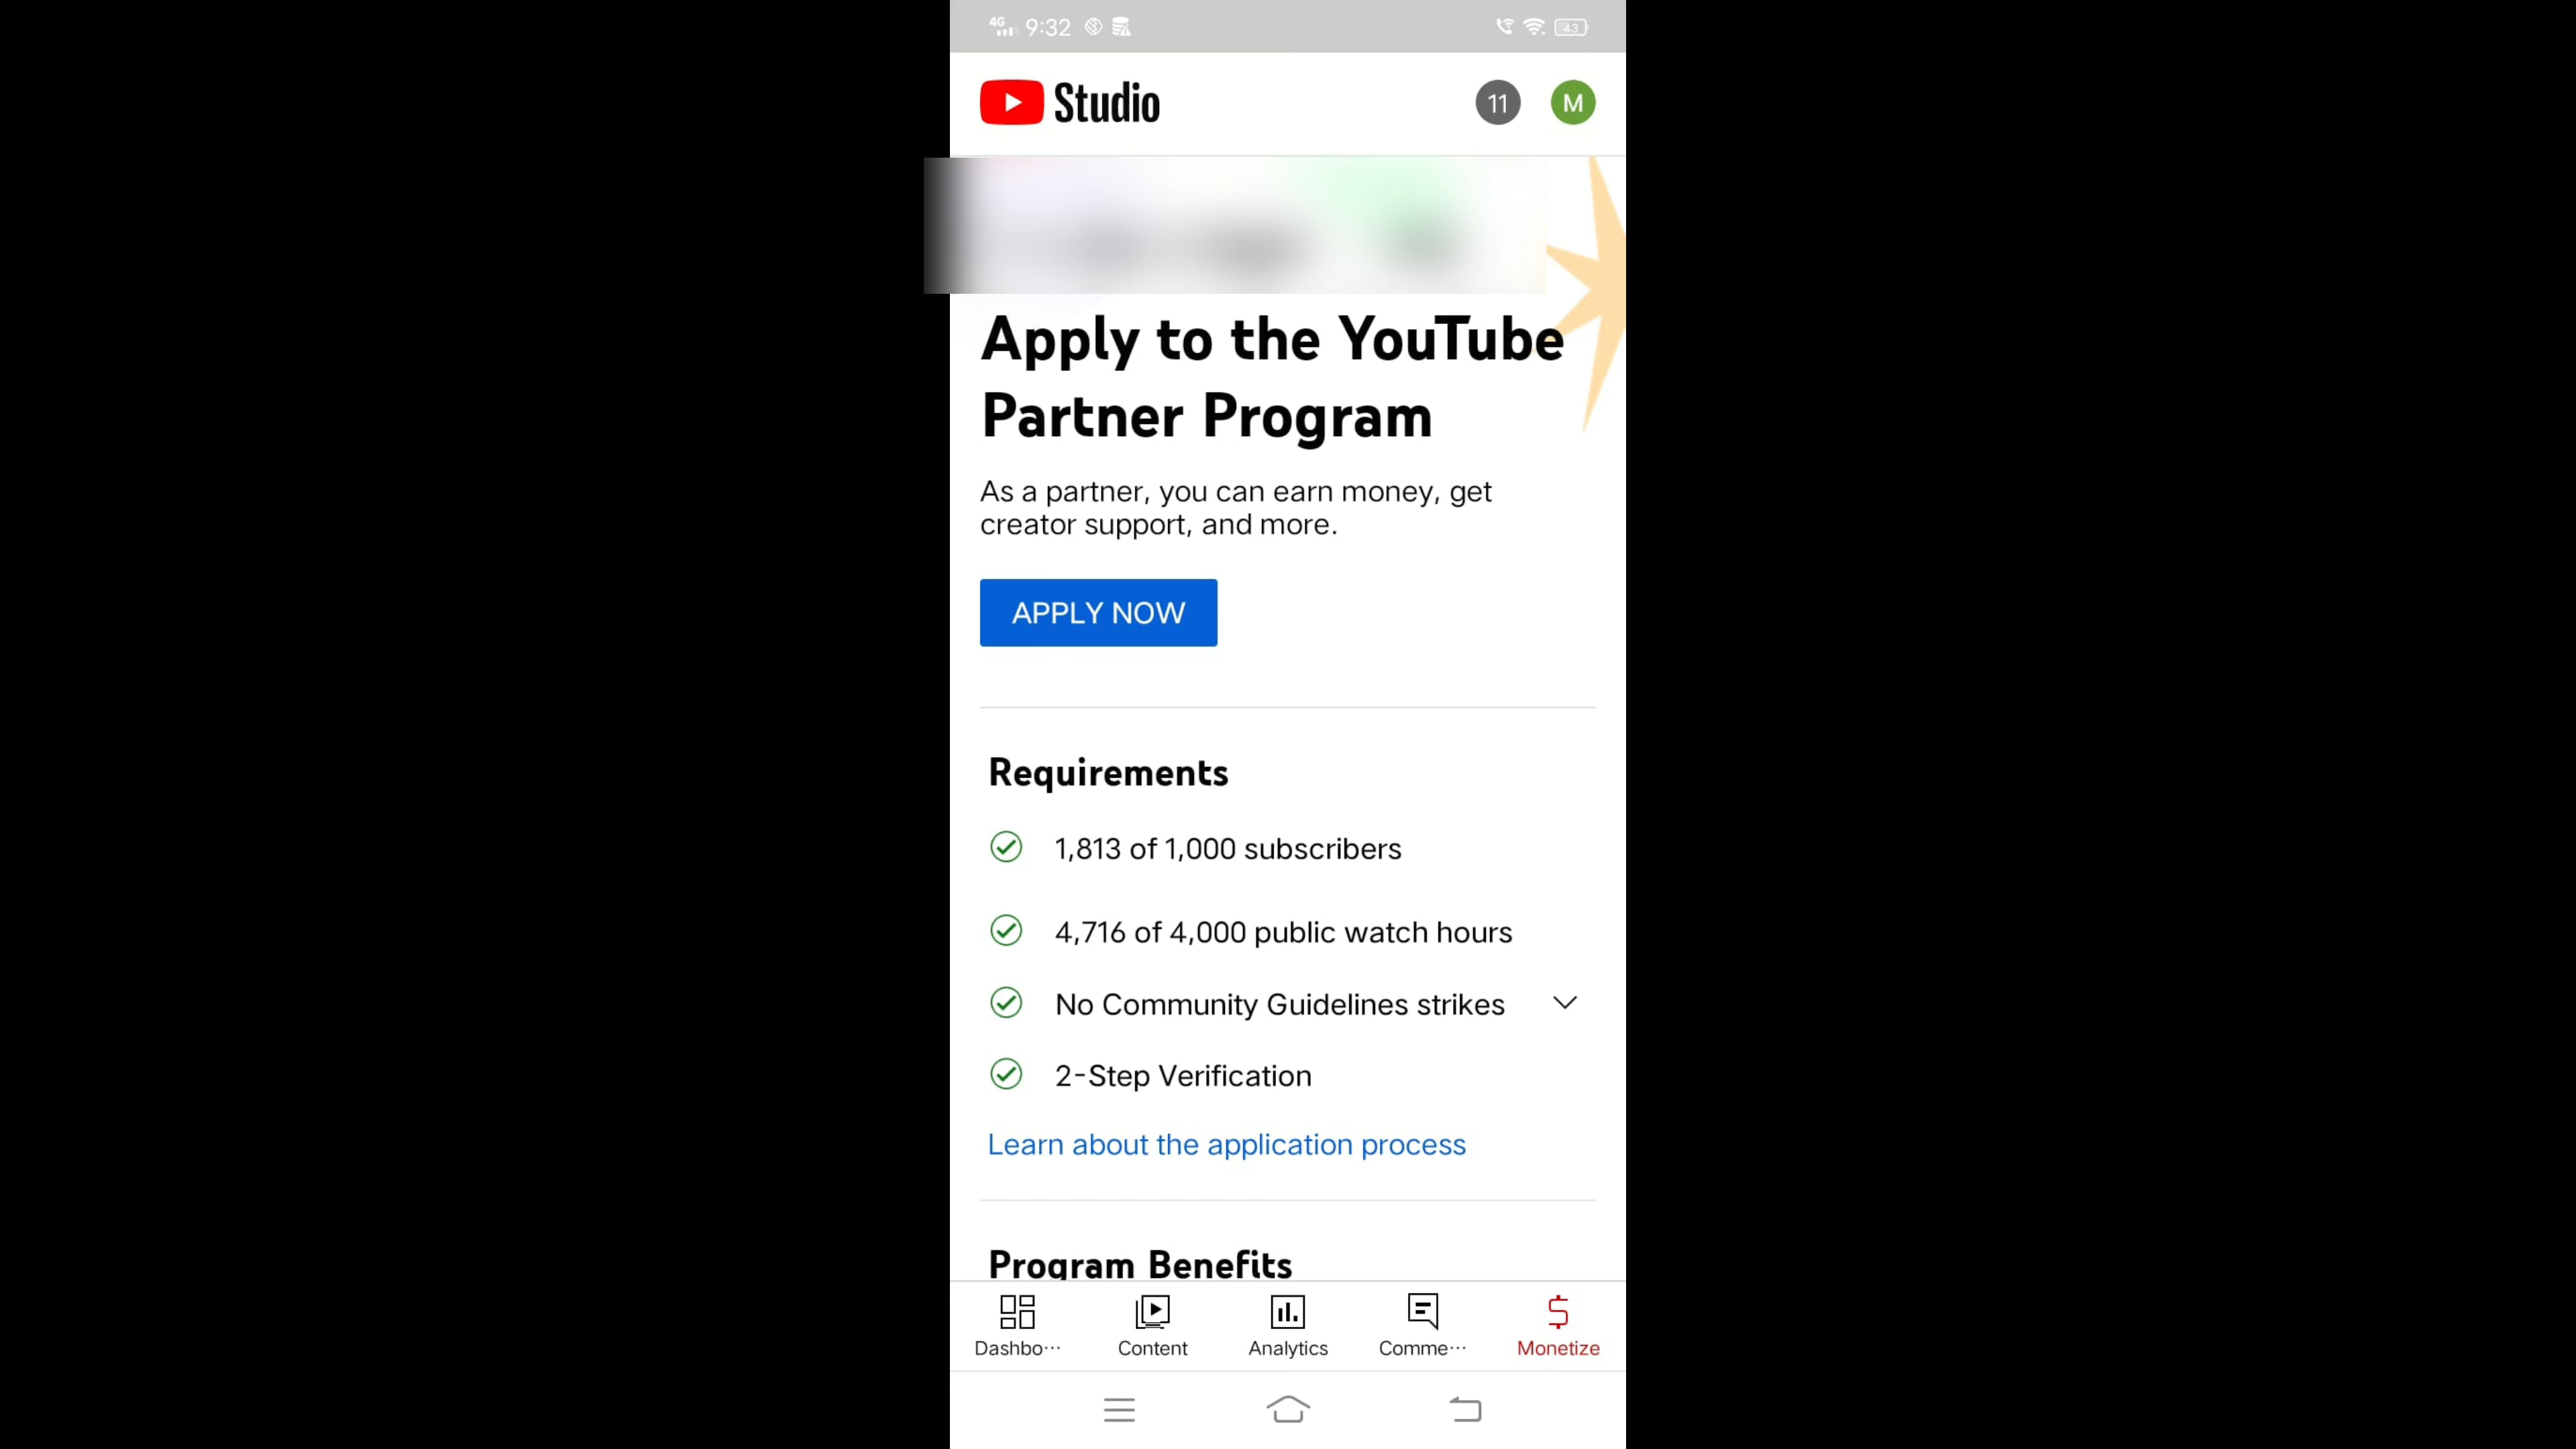 4G 9:32 43
Studio 11 M
Apply to the YouTube
Partner Program
As a partner, you can earn money, get
creator support, and more.
APPLY NOW
Requirements
1,813 of 1,000 subscribers
4,716 of 4,000 public watch hours
No Community Guidelines strikes
2-Step Verification
Learn about the application process
Program Benefits
Dashbo··· Content Analytics Comme··· Monetize